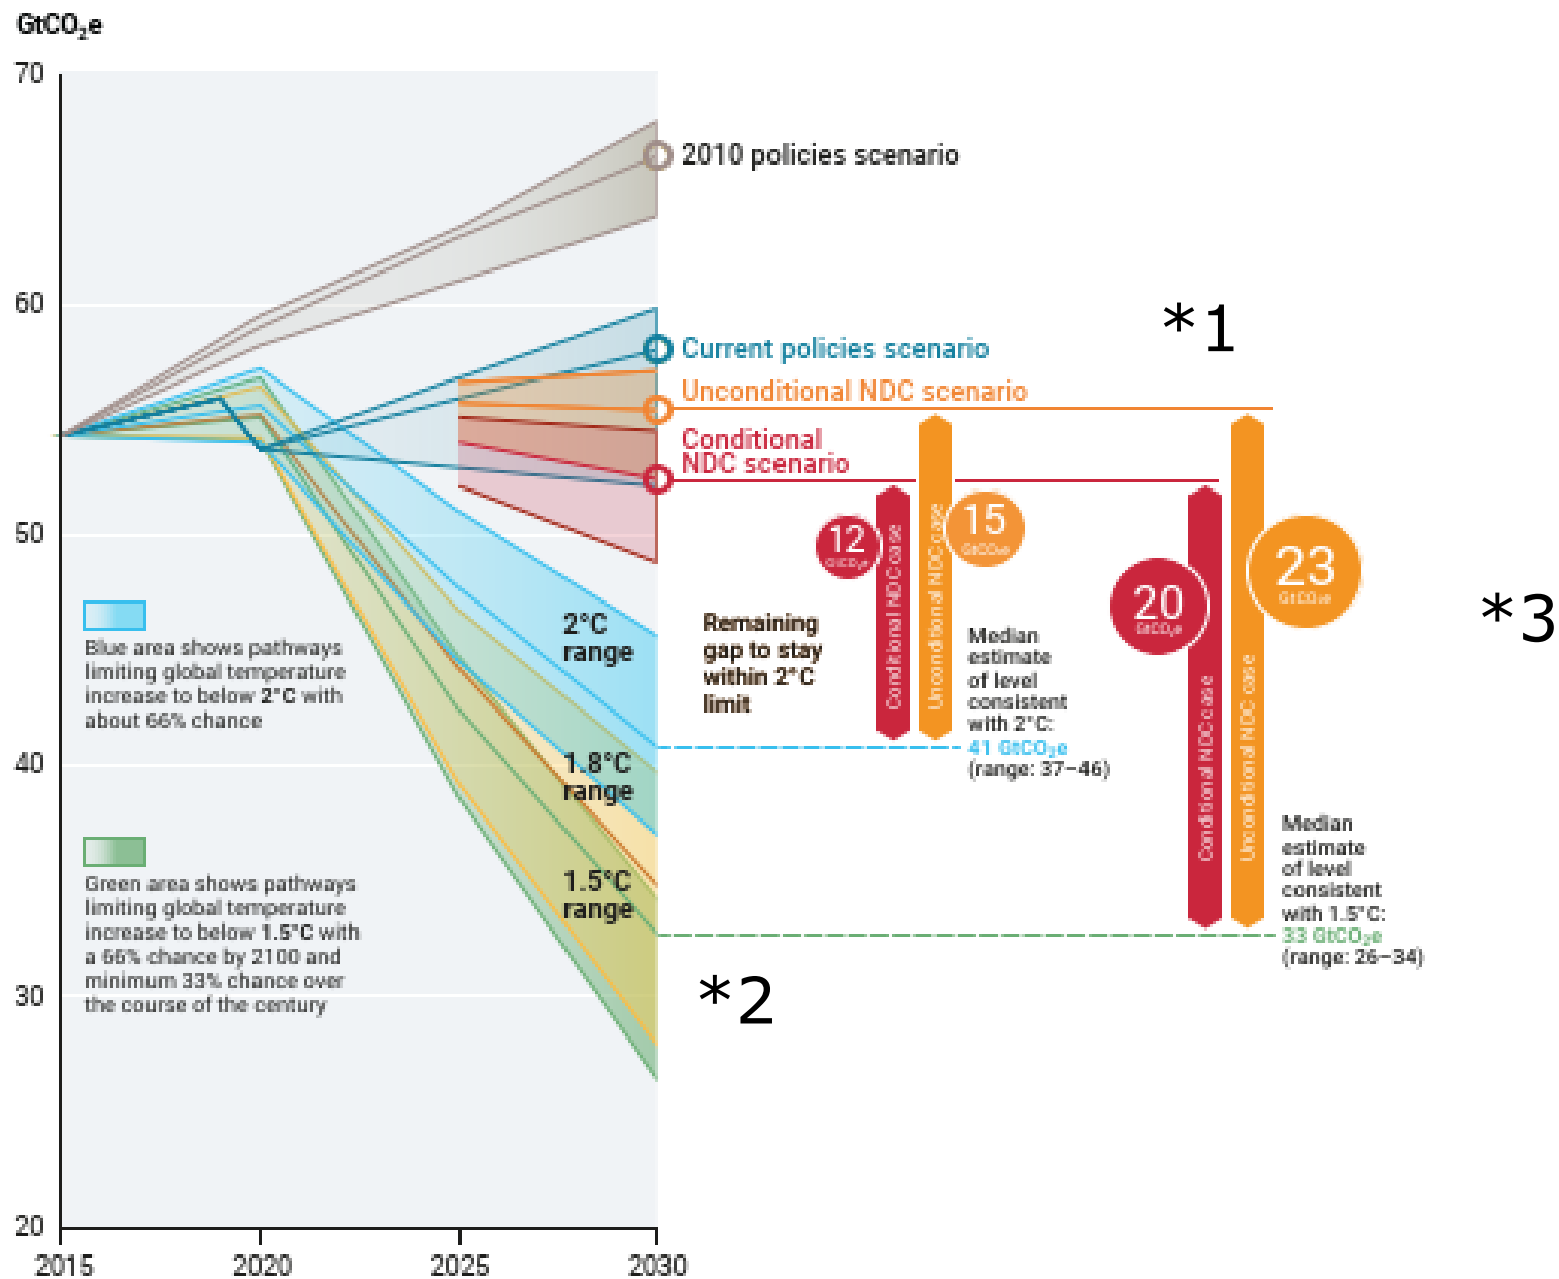 GtCO₂e
70
60
50
40
30
20
2015
2020
2025
2030
2010 policies scenario
Current policies scenario
Unconditional NDC scenario
Conditional
NDC scenario
*1
Blue area shows pathways
limiting global temperature
increase to below 2°C with
about 66% chance
Green area shows pathways
limiting global temperature
increase to below 1.5°C with
a 66% chance by 2100 and
minimum 33% chance over
the course of the century
2°C
range
1.8°C
range
1.5°C
range
Remaining
gap to stay
within 2°C
limit
12
GtCO₂e
Conditional NDC case
Unconditional NDC case
15
GtCO₂e
Median
estimate
of level
consistent
with 2°C:
41 GtCO₂e
(range: 37–46)
20
GtCO₂e
Conditional NDC case
Unconditional NDC case
23
GtCO₂e
Median
estimate
of level
consistent
with 1.5°C:
33 GtCO₂e
(range: 26–34)
*2
*3